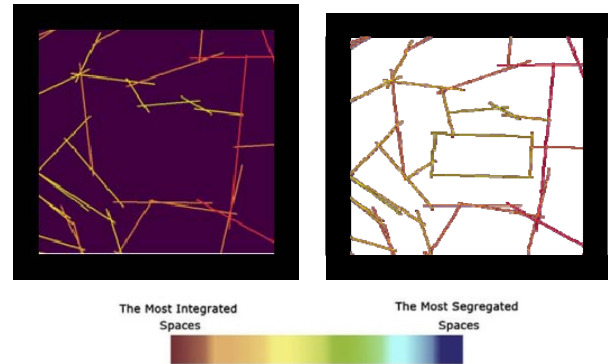 The Most Integrated
Spaces
The Most Segregated
Spaces